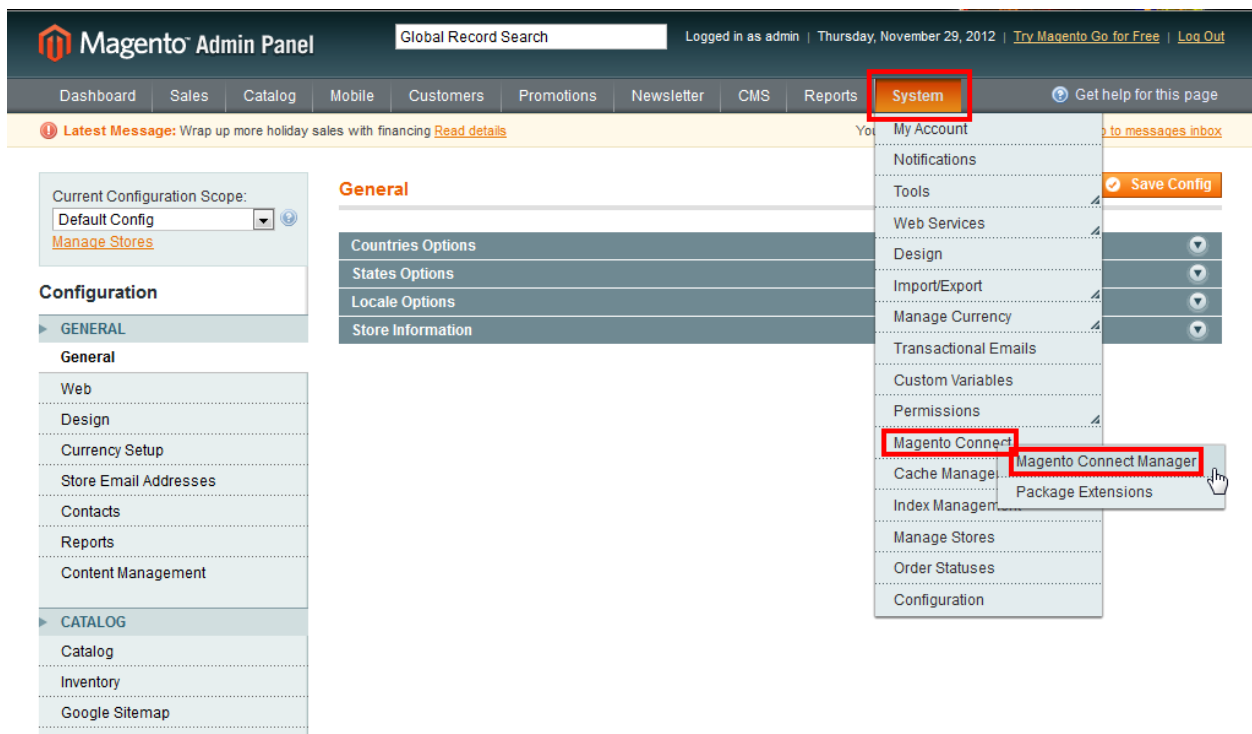 Magento Admin Panel
Global Record Search
Logged in as admin | Thursday, November 29, 2012 | Try Magento Go for Free | Log Out
Dashboard Sales Catalog Mobile Customers Promotions Newsletter CMS Reports System
Get help for this page
Latest Message: Wrap up more holiday sales with financing Read details
to messages inbox
Current Configuration Scope:
Default Config
Manage Stores
Configuration
GENERAL
General
Web
Design
Currency Setup
Store Email Addresses
Contacts
Reports
Content Management
CATALOG
Catalog
Inventory
Google Sitemap
General
Save Config
Countries Options
States Options
Locale Options
Store Information
My Account
Notifications
Tools
Web Services
Design
Import/Export
Manage Currency
Transactional Emails
Custom Variables
Permissions
Magento Connect
Magento Connect Manager
Package Extensions
Cache
Index
Manage Stores
Order Statuses
Configuration